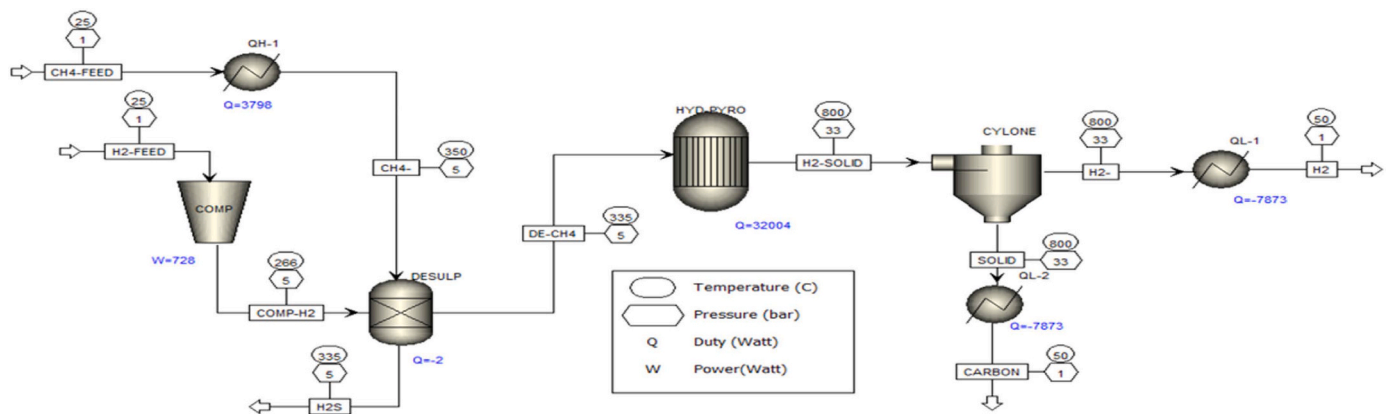 25
1
QH-1
CH4-FEED
Q=3798
25
1
H2-FEED
COMP
W=728
266
5
COMP-H2
350
5
CH4-
DESULP
Q=-2
335
5
H2S
335
5
DE-CH4
HYD-PYRO
Q=32004
800
33
H2-SOLID
CYLONE
800
33
H2-
QL-1
Q=-7873
50
1
H2
800
33
SOLID
QL-2
Q=-7873
50
1
CARBON
Temperature (C)
Pressure (bar)
Q Duty (Watt)
W Power(Watt)